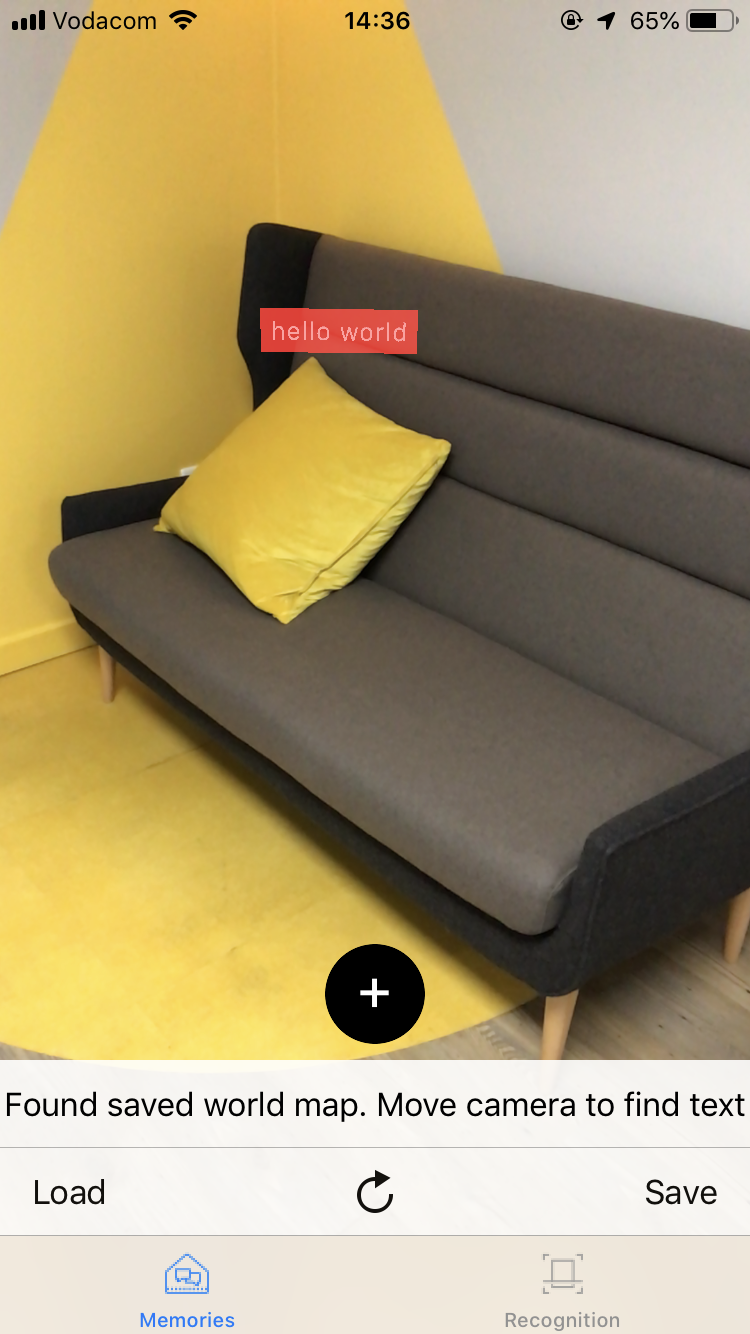 Vodacom 14:36 65%
hello world
+
Found saved world map. Move camera to find text
Load Save
Memories Recognition